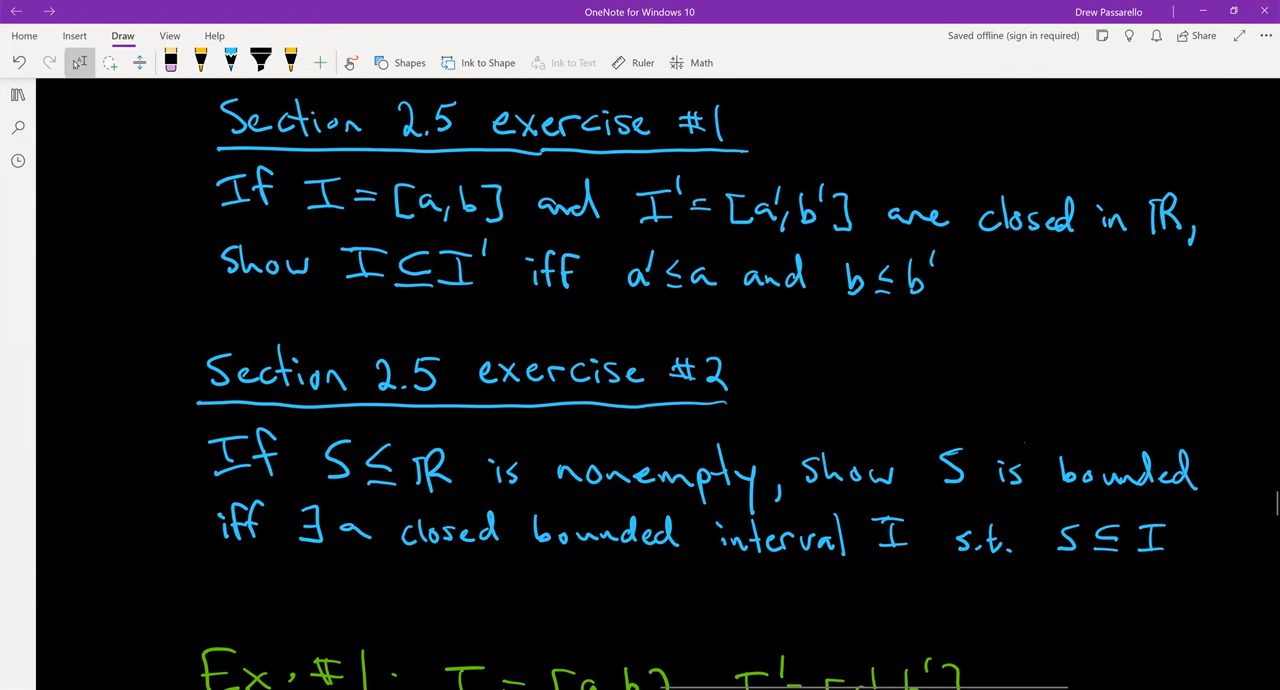 OneNote for Windows 10
Drew Passarello
Home Insert Draw View Help
Saved offline (sign in required) Share
Shapes Ink to Shape Ink to Text Ruler Math
Section 2.5 exercise #1
If I = [a, b] and I' = [a', b'] are closed in ℝ,
show I ⊆ I' iff a' ≤ a and b ≤ b'
Section 2.5 exercise #2
If S ⊆ ℝ is nonempty, show S is bounded
iff ∃ a closed bounded interval I s.t. S ⊆ I
Ex. #1: I = [a, b] I' = [a', b']